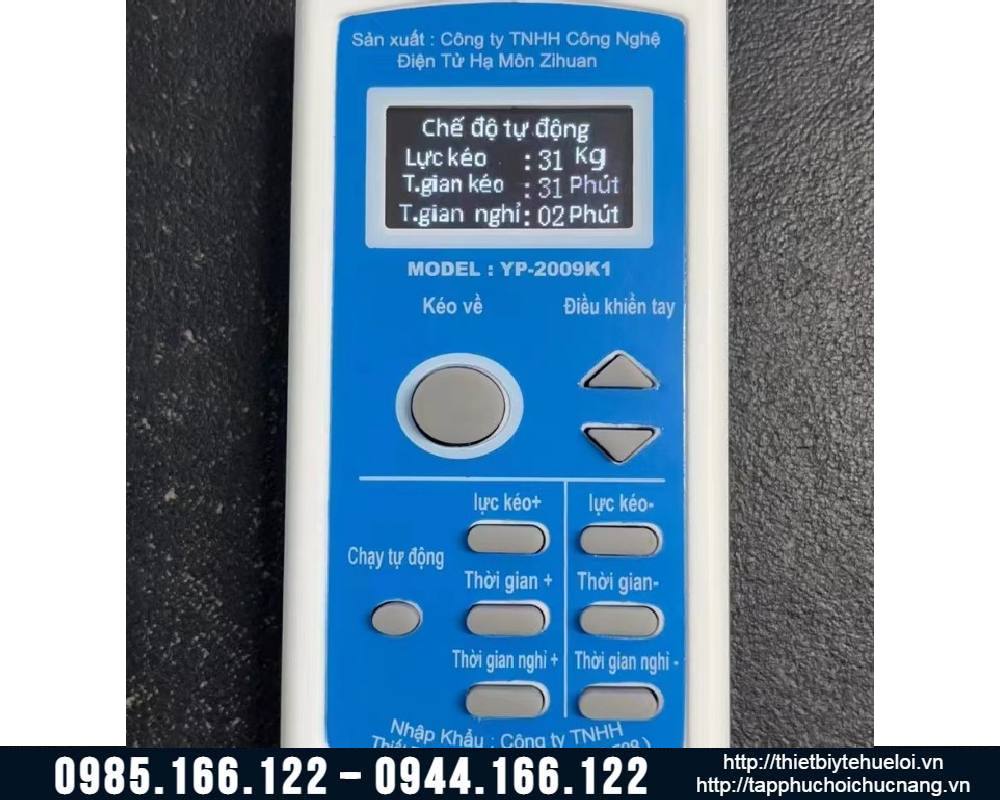 Sản xuất : Công ty TNHH Công Nghệ
Điện Tử Hạ Môn Zihuan
Chế độ tự động
Lực kéo : 31 Kg
T.gian kéo : 31 Phút
T.gian nghỉ : 02 Phút
MODEL : YP-2009K1
Kéo về
Điều khiển tay
lực kéo+
lực kéo-
Chạy tự động
Thời gian +
Thời gian-
Thời gian nghỉ +
Thời gian nghỉ -
Nhập Khẩu : Công ty TNHH
0985.166.122 – 0944.166.122
http://thietbiytehueloi.vn
http://tapphuchoichucnang.vn